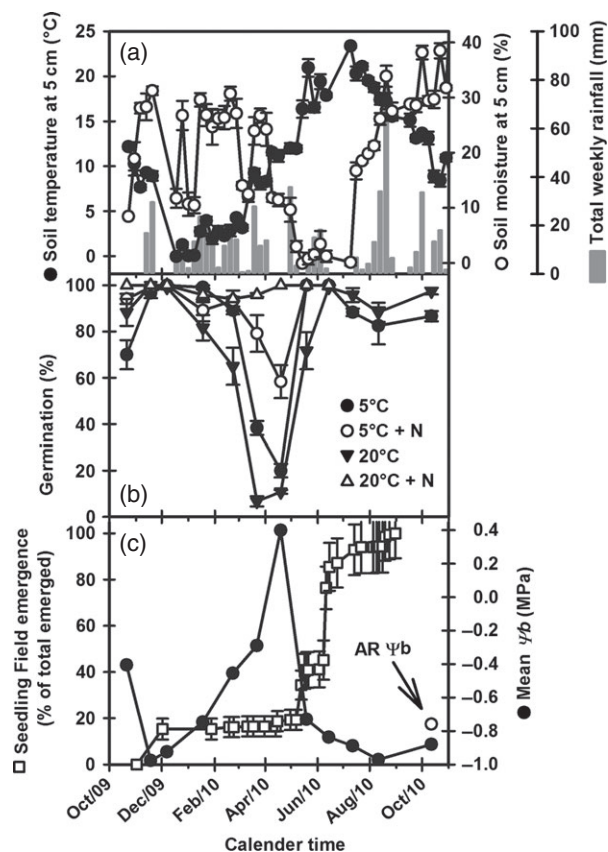 (a)
● Soil temperature at 5 cm (°C)
25
20
15
10
5
0
40
30
20
10
0
○ Soil moisture at 5 cm (%)
100
80
60
40
20
0
Total weekly rainfall (mm)
(b)
Germination (%)
100
80
60
40
20
0
5°C
5°C + N
20°C
20°C + N
(c)
Seedling Field emergence
(% of total emerged)
100
80
60
40
20
0
0.4
0.2
0.0
–0.2
–0.4
–0.6
–0.8
–1.0
● Mean Ψb (MPa)
AR Ψb
Oct/09
Dec/09
Feb/10
Apr/10
Jun/10
Aug/10
Oct/10
Calender time